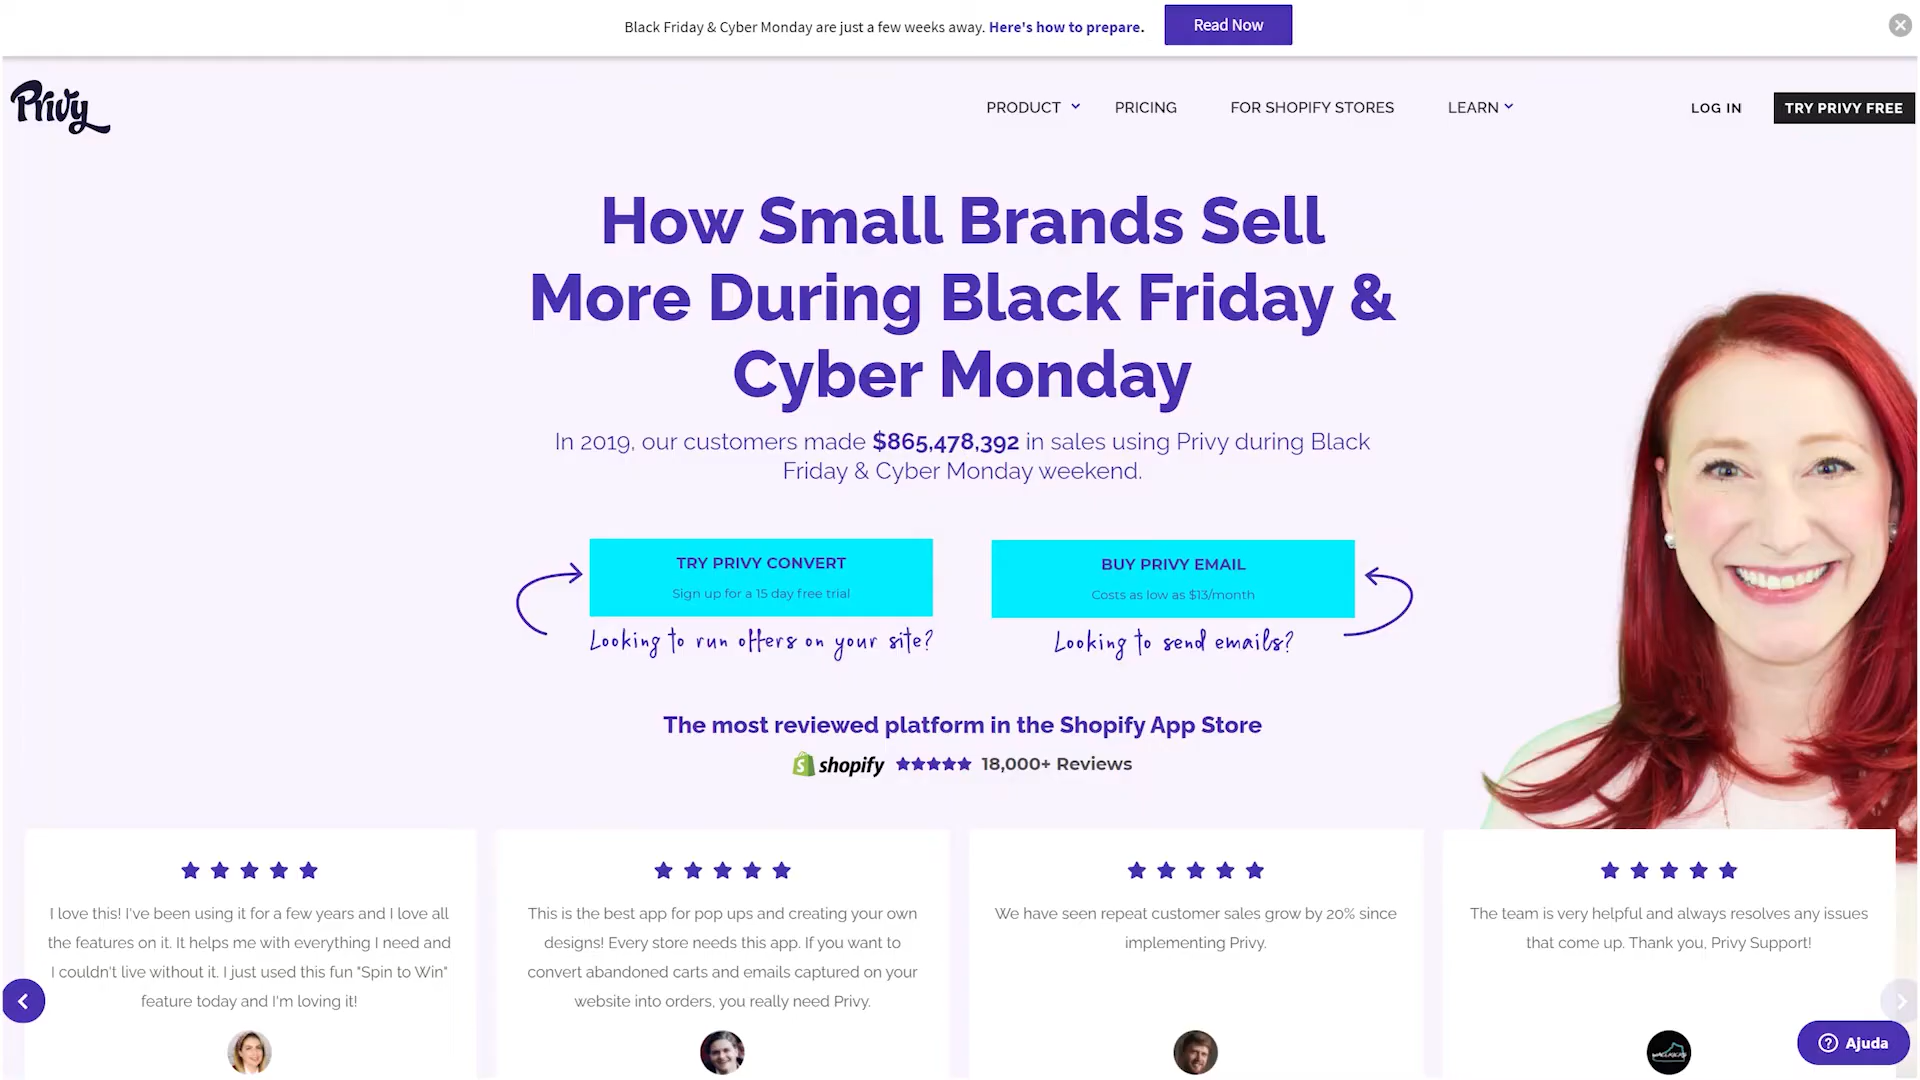 Black Friday & Cyber Monday are just a few weeks away. Here's how to prepare.
Read Now
Privy
PRODUCT
PRICING
FOR SHOPIFY STORES
LEARN
LOG IN
TRY PRIVY FREE
How Small Brands Sell
More During Black Friday &
Cyber Monday
In 2019, our customers made $865,478,392 in sales using Privy during Black
Friday & Cyber Monday weekend.
TRY PRIVY CONVERT
Sign up for a 15 day free trial
Looking to run offers on your site?
BUY PRIVY EMAIL
Costs as low as $13/month
Looking to send emails?
The most reviewed platform in the Shopify App Store
shopify
18,000+ Reviews
I love this! I've been using it for a few years and I love all
the features on it. It helps me with everything I need and
I couldn't live without it. I just used this fun "Spin to Win"
feature today and I'm loving it!
This is the best app for pop ups and creating your own
designs! Every store needs this app. If you want to
convert abandoned carts and emails captured on your
website into orders, you really need Privy.
We have seen repeat customer sales grow by 20% since
implementing Privy.
The team is very helpful and always resolves any issues
that come up. Thank you, Privy Support!
Ajuda